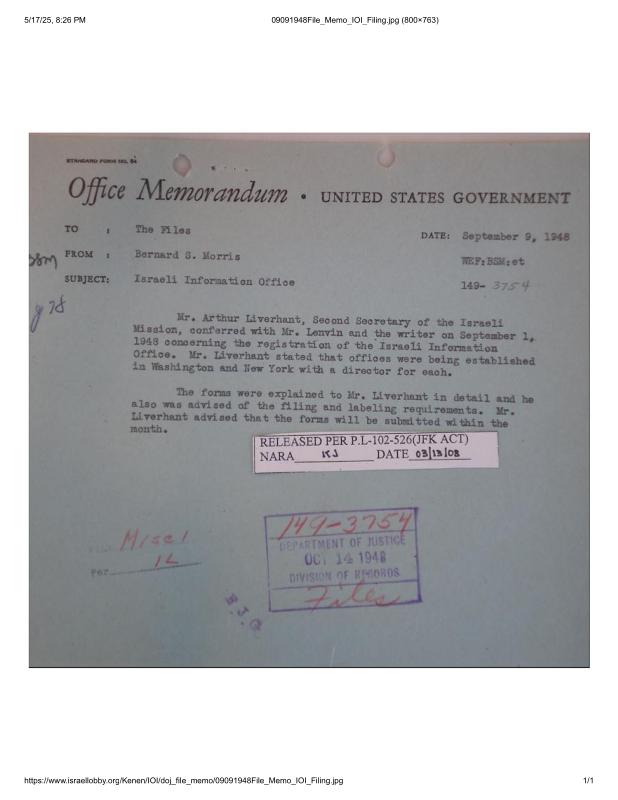 5/17/25, 8:26 PM 09091948File_Memo_IOI_Filing.jpg (800×763)
STANDARD FORM NO. 64
Office Memorandum • UNITED STATES GOVERNMENT
TO : The Files DATE: September 9, 1948
FROM : Bernard S. Morris WEF:BSM:et
SUBJECT: Israeli Information Office 149- 3754
Mr. Arthur Liverhant, Second Secretary of the Israeli
Mission, conferred with Mr. Lenvin and the writer on September 1,
1948 concerning the registration of the Israeli Information
Office. Mr. Liverhant stated that offices were being established
in Washington and New York with a director for each.
The forms were explained to Mr. Liverhant in detail and he
also was advised of the filing and labeling requirements. Mr.
Liverhant advised that the forms will be submitted within the
month.
RELEASED PER P.L-102-526(JFK ACT)
NARA KJ DATE 03/13/08
149-3754
DEPARTMENT OF JUSTICE
OCT 14 1948
DIVISION OF RECORDS
Files
Per
https://www.israellobby.org/Kenen/IOI/doj_file_memo/09091948File_Memo_IOI_Filing.jpg 1/1